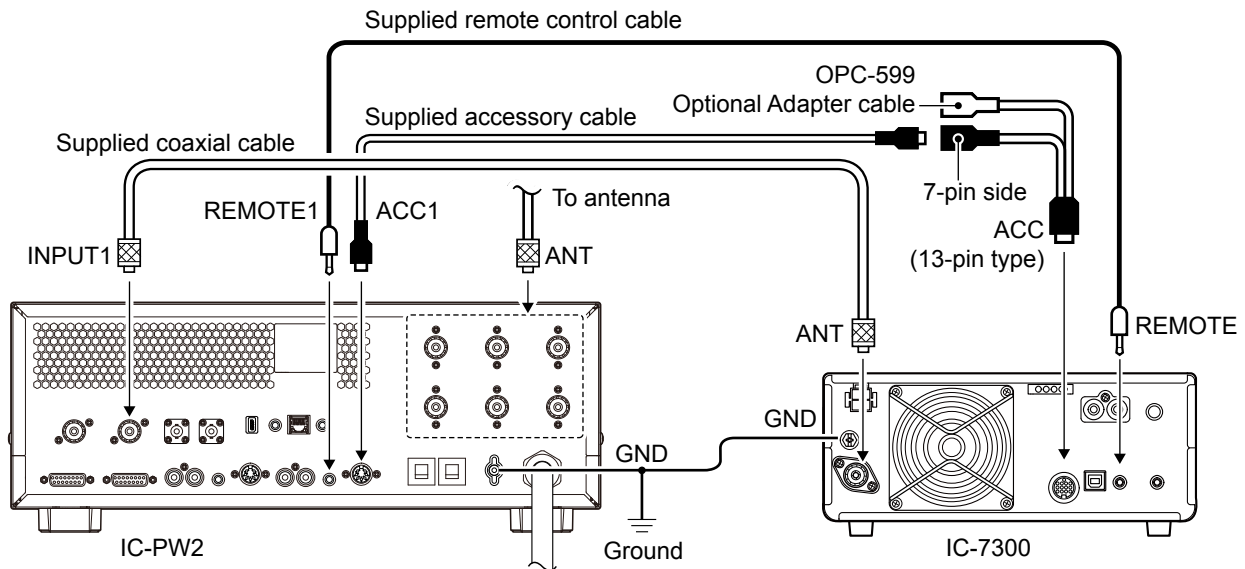 Supplied remote control cable
OPC-599
Optional Adapter cable
Supplied accessory cable
Supplied coaxial cable
7-pin side
To antenna
REMOTE1
ACC1
ACC
(13-pin type)
INPUT1
ANT
ANT
REMOTE
GND
GND
Ground
IC-PW2
IC-7300